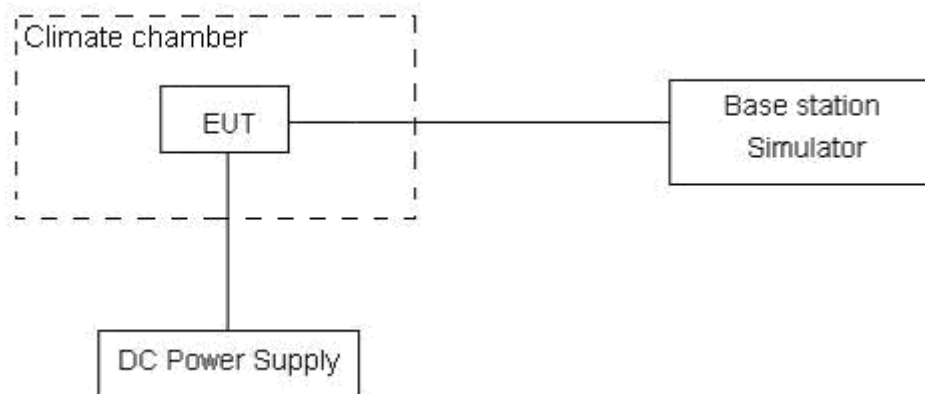 Climate chamber
EUT
Base station
Simulator
DC Power Supply